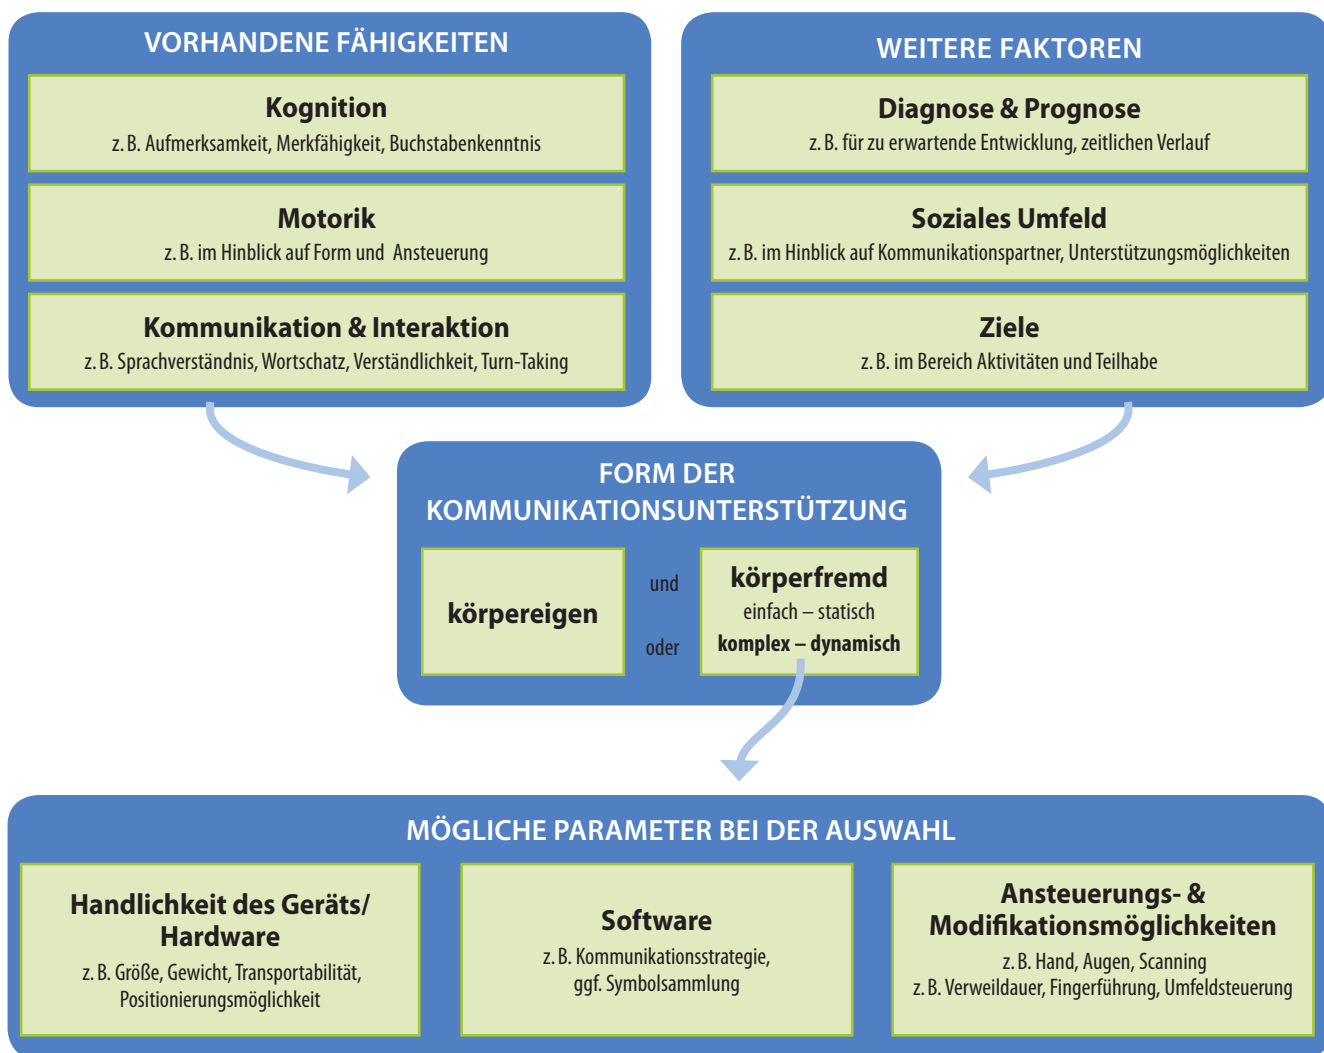 VORHANDENE FÄHIGKEITEN
Kognition
z. B. Aufmerksamkeit, Merkfähigkeit, Buchstabenkenntnis
Motorik
z. B. im Hinblick auf Form und Ansteuerung
Kommunikation & Interaktion
z. B. Sprachverständnis, Wortschatz, Verständlichkeit, Turn-Taking
WEITERE FAKTOREN
Diagnose & Prognose
z. B. für zu erwartende Entwicklung, zeitlichen Verlauf
Soziales Umfeld
z. B. im Hinblick auf Kommunikationspartner, Unterstützungsmöglichkeiten
Ziele
z. B. im Bereich Aktivitäten und Teilhabe
FORM DER
KOMMUNIKATIONSUNTERSTÜTZUNG
körpereigen
und
oder
körperfremd
einfach – statisch
komplex – dynamisch
MÖGLICHE PARAMETER BEI DER AUSWAHL
Handlichkeit des Geräts/
Hardware
z. B. Größe, Gewicht, Transportabilität,
Positionierungsmöglichkeit
Software
z. B. Kommunikationsstrategie,
ggf. Symbolsammlung
Ansteuerungs- &
Modifikationsmöglichkeiten
z. B. Hand, Augen, Scanning
z. B. Verweildauer, Fingerführung, Umfeldsteuerung